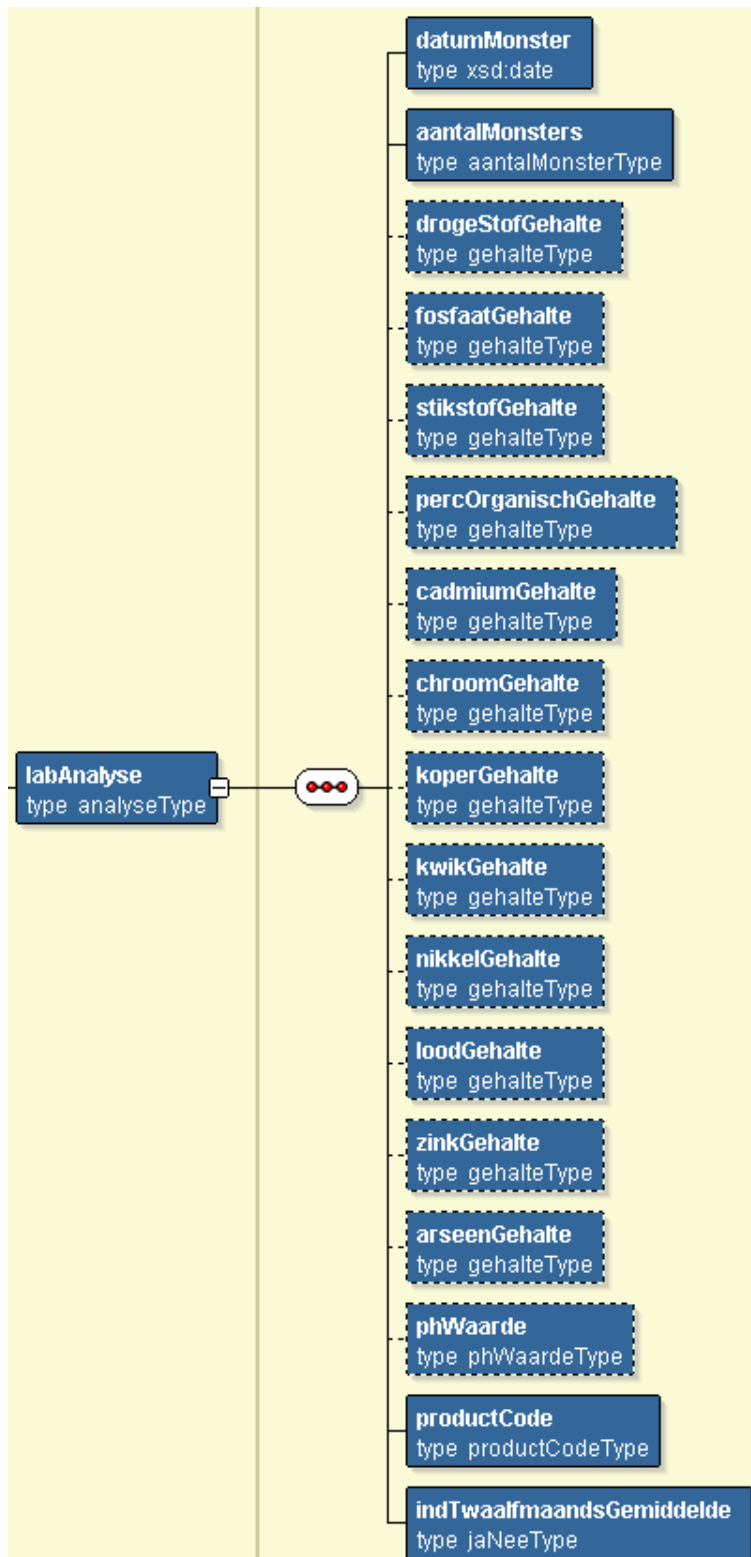 datumMonster
type xsd:date
aantalMonsters
type aantalMonsterType
drogeStofGehalte
type gehalteType
fosfaatGehalte
type gehalteType
stikstofGehalte
type gehalteType
percOrganischGehalte
type gehalteType
cadmiumGehalte
type gehalteType
chroomGehalte
type gehalteType
labAnalyse
type analyseType
koperGehalte
type gehalteType
kwikGehalte
type gehalteType
nikkelGehalte
type gehalteType
loodGehalte
type gehalteType
zinkGehalte
type gehalteType
arseenGehalte
type gehalteType
phWaarde
type phWaardeType
productCode
type productCodeType
indTwaalfmaandsGemiddelde
type jaNeeType